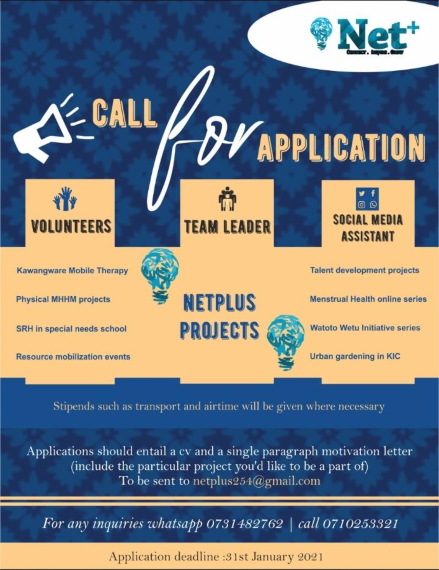 Net+
Connect . Inspire . Grow
CALL
for
APPLICATION
VOLUNTEERS
TEAM LEADER
SOCIAL MEDIA
ASSISTANT
Kawangware Mobile Therapy
Physical MHHM projects
SRH in special needs school
Resource mobilization events
NETPLUS
PROJECTS
Talent development projects
Menstrual Health online series
Watoto Wetu Initiative series
Urban gardening in KIC
Stipends such as transport and airtime will be given where necessary
Applications should entail a cv and a single paragraph motivation letter
(include the particular project you'd like to be a part of)
To be sent to netplus254@gmail.com
For any inquiries whatsapp 0731482762 | call 0710253321
Application deadline :31st January 2021